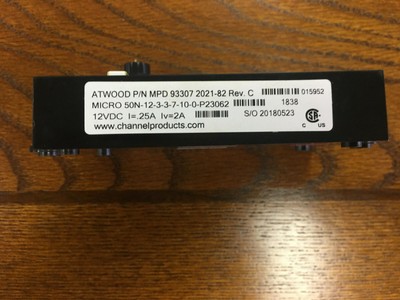 ATWOOD P/N MPD 93307 2021-82 Rev. C 015952
MICRO 50N-12-3-3-7-10-0-P23062 1838
12VDC I=.25A Iv=2A S/O 20180523
www.channelproducts.com C US